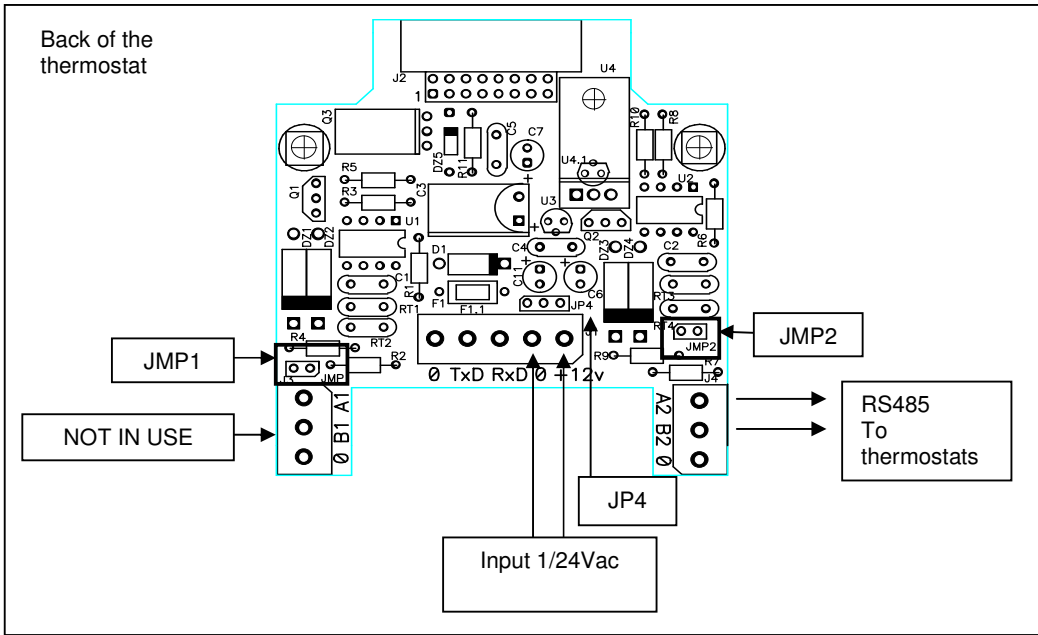 Back of the
thermostat
J2
U4
1
Q3
C5
C7
DZ5
R11
U4.1
R10
R8
R5
R3
Q1
C3
U1
U3
U2
Q2
R6
DZ1
DZ2
D1
C4
DZ3
DZ4
C2
C1
R1
C11
C6
RT1
F1
F1.1
JP4
RT3
RT2
RT4
J1
R4
R2
JMP2
R9
R7
J3
JMP
J4
0 TxD RxD 0 +12v
JMP1
JMP2
NOT IN USE
0 B1 A1
A2 B2 0
RS485
To
thermostats
JP4
Input 1/24Vac